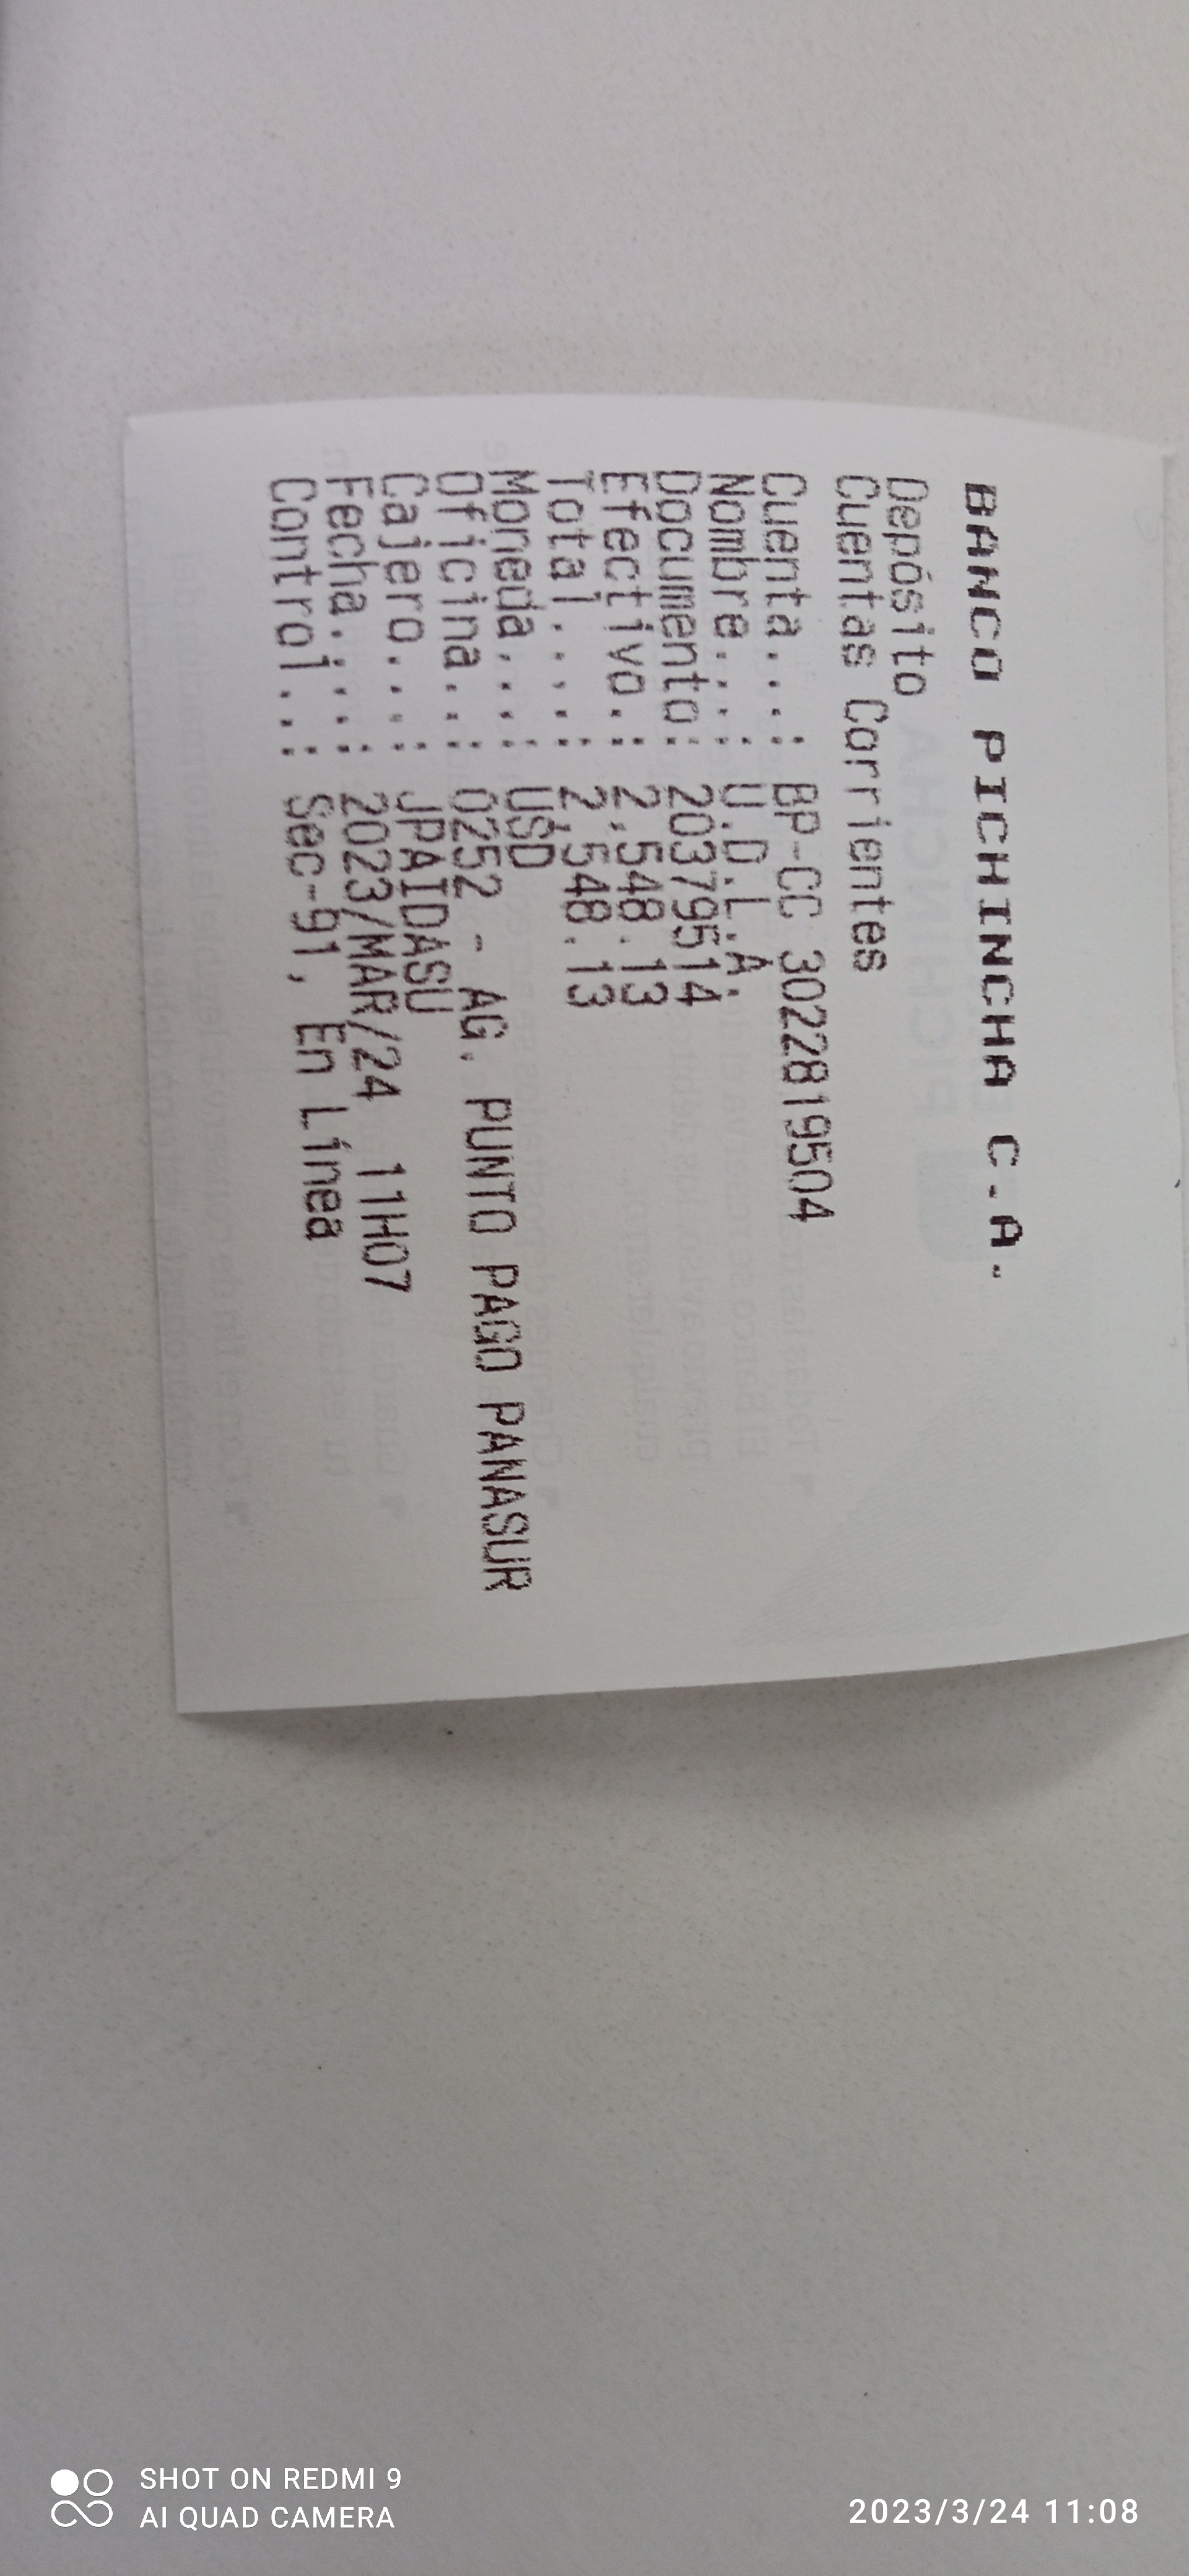 BANCO PICHINCHA C.A.
Depósito
Cuentas Corrientes
Cuenta....: BP-CC 3022819504
Nombre....: U.D.L.A.
Documento: 20379514
Efectivo.: 2.548.13
Total.....: 2.548.13
Moneda....: USD
Oficina...: 0252 - AG. PUNTO PAGO PANASUR
Cajero....: JPAIDASU
Fecha.....: 2023/MAR/24 11H07
Control..: Sec-91, En Línea
SHOT ON REDMI 9
AI QUAD CAMERA
2023/3/24 11:08